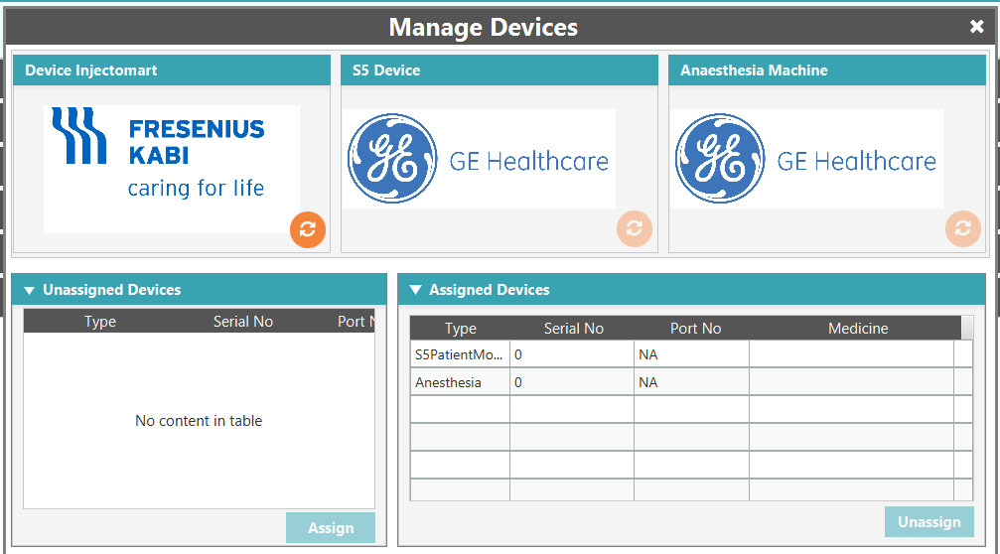 Manage Devices
Device Injectomart
S5 Device
Anaesthesia Machine
FRESENIUS
KABI
caring for life
GE Healthcare
GE Healthcare
Unassigned Devices
Type Serial No Port N
No content in table
Assign
Assigned Devices
Type Serial No Port No Medicine
S5PatientMo... 0 NA
Anesthesia 0 NA
Unassign